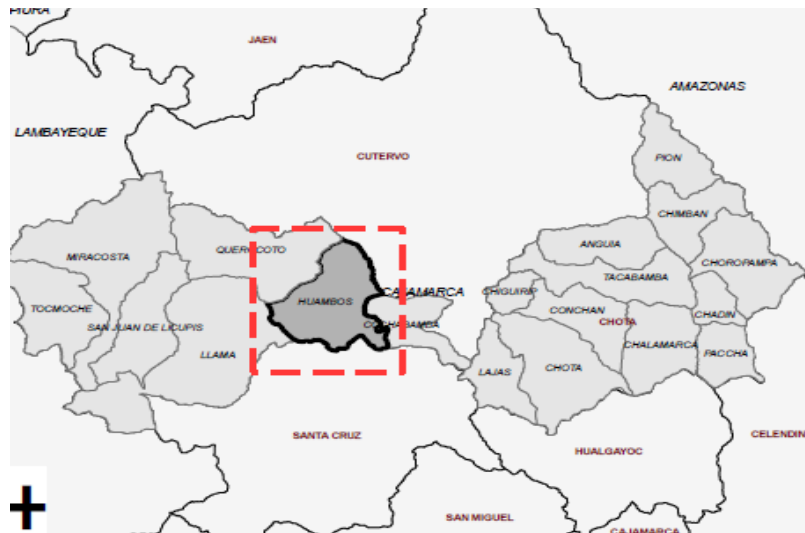 JAEN
AMAZONAS
LAMBAYEQUE
CUTERVO
PION
CHIMBAN
MIRACOSTA
QUEROCOTO
ANGUIA
CHOROPAMPA
TACABAMBA
TOCMOCHE
HUAMBOS
CAJAMARCA
CHIGUIRIP
CONCHAN
CHADIN
SAN JUAN DE LICUPIS
COCHABAMBA
CHOTA
LLAMA
LAJAS
CHOTA
CHALAMARCA
PACCHA
SANTA CRUZ
CELENDIN
HUALGAYOC
+
SAN MIGUEL
CAJAMARCA